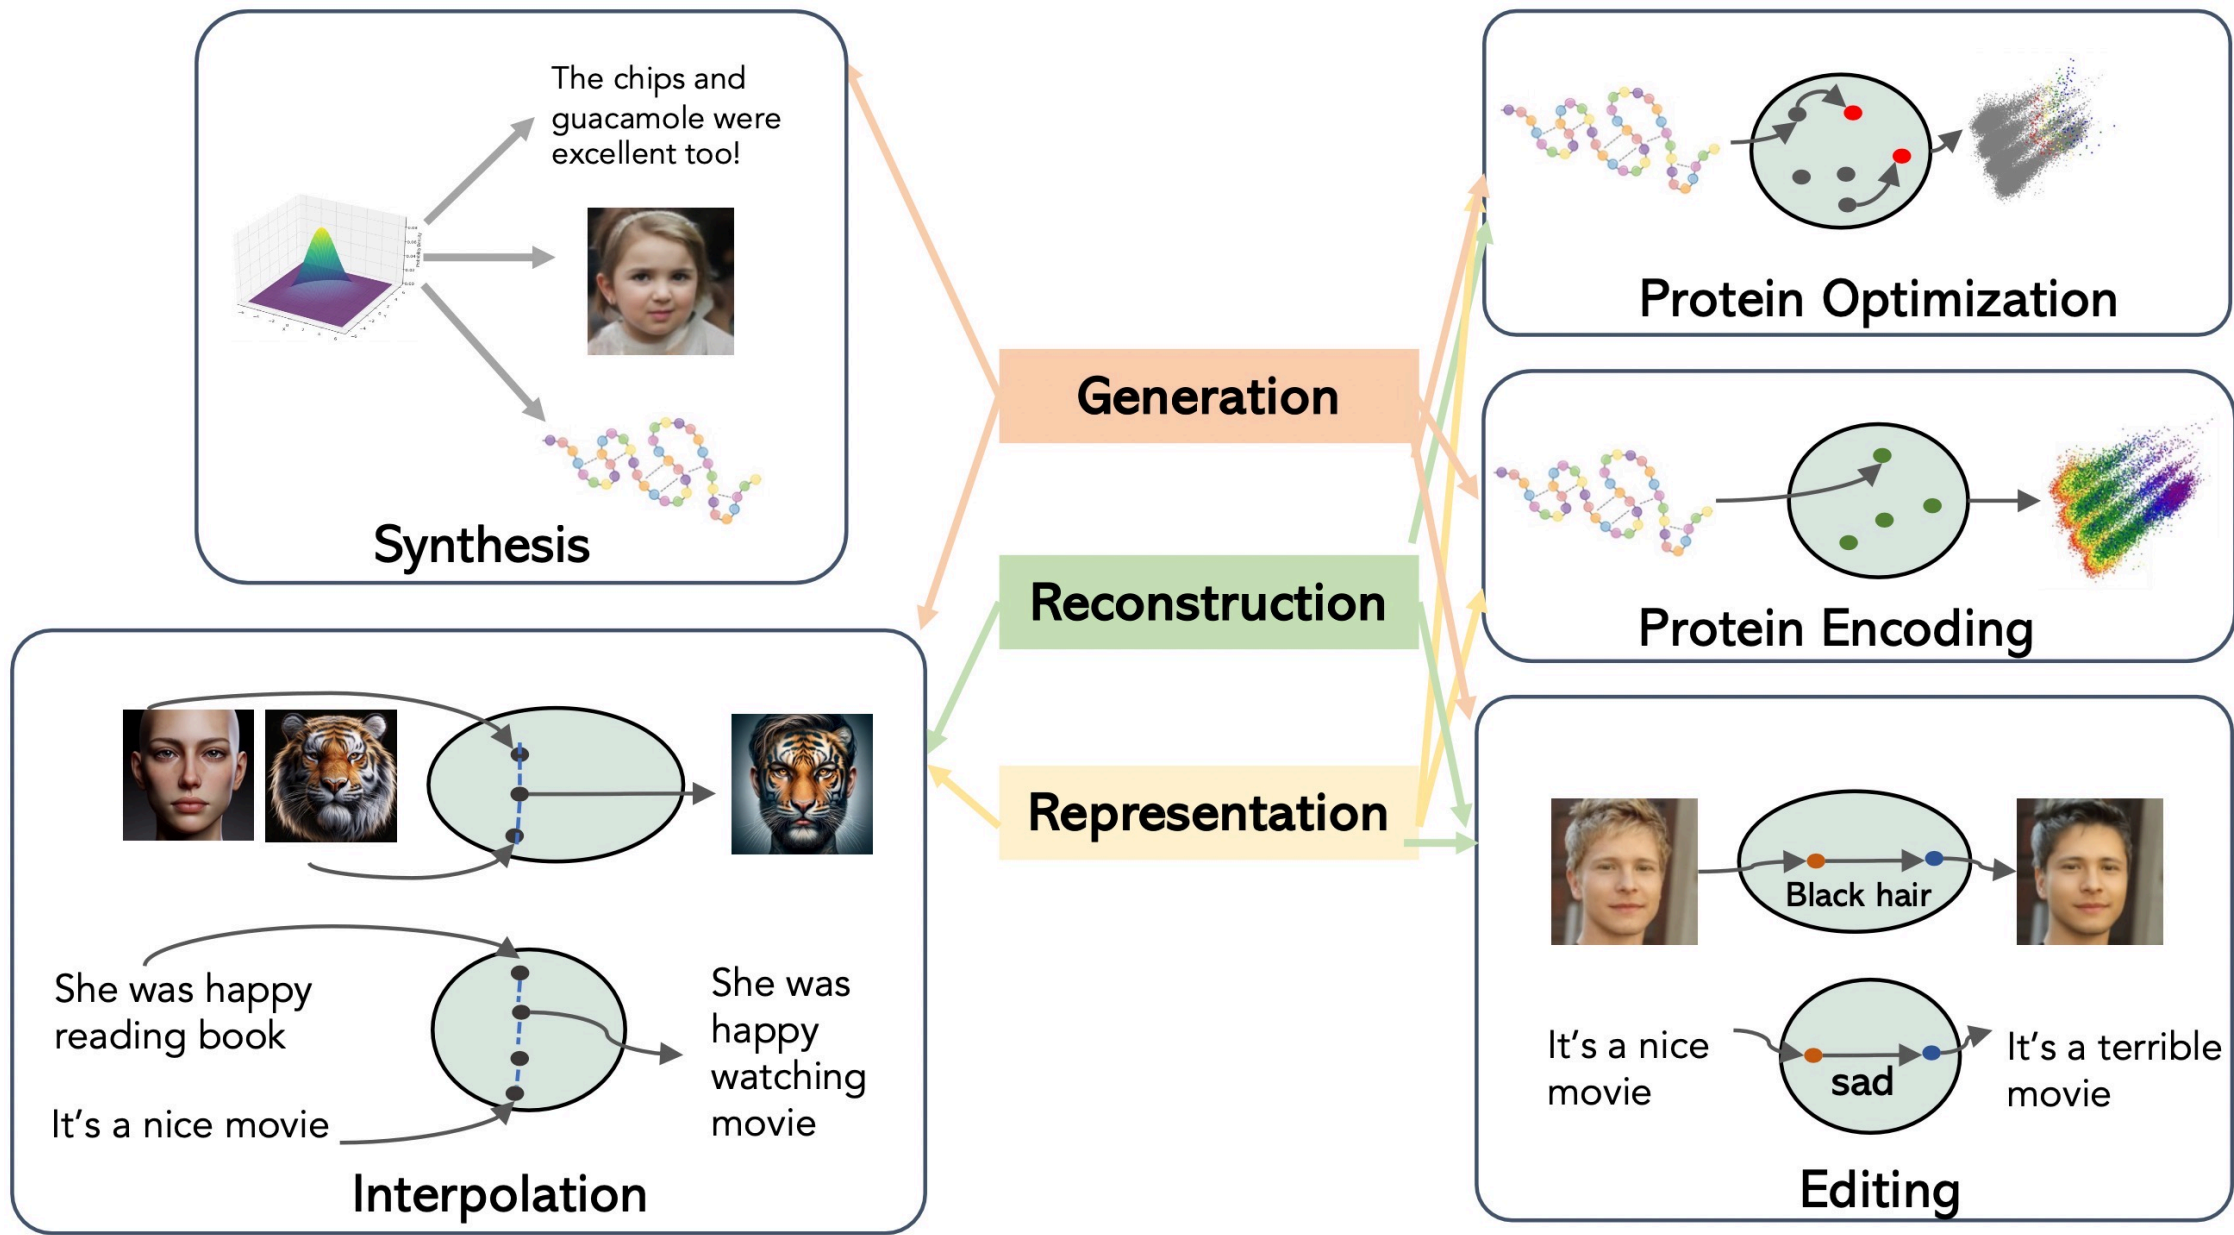 The chips and
guacamole were
excellent too!
Synthesis
Generation
Reconstruction
Representation
Protein Optimization
Protein Encoding
She was happy
reading book
It's a nice movie
She was
happy
watching
movie
Interpolation
Black hair
It's a nice
movie
sad
It's a terrible
movie
Editing